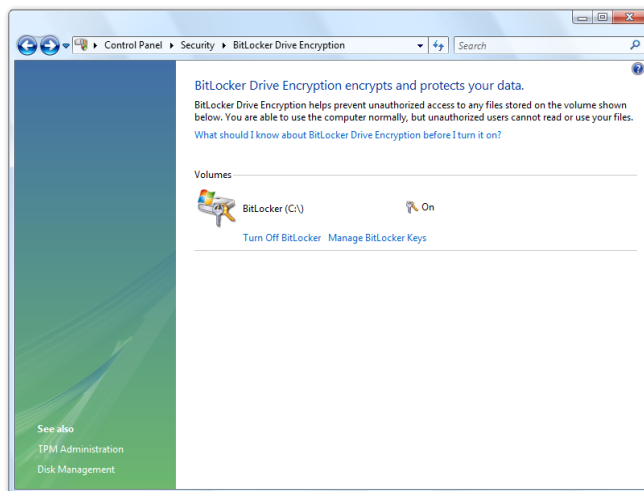 Control Panel ▸ Security ▸ BitLocker Drive Encryption
Search
BitLocker Drive Encryption encrypts and protects your data.
BitLocker Drive Encryption helps prevent unauthorized access to any files stored on the volume shown
below. You are able to use the computer normally, but unauthorized users cannot read or use your files.
What should I know about BitLocker Drive Encryption before I turn it on?
Volumes
BitLocker (C:\)
On
Turn Off BitLocker Manage BitLocker Keys
See also
TPM Administration
Disk Management